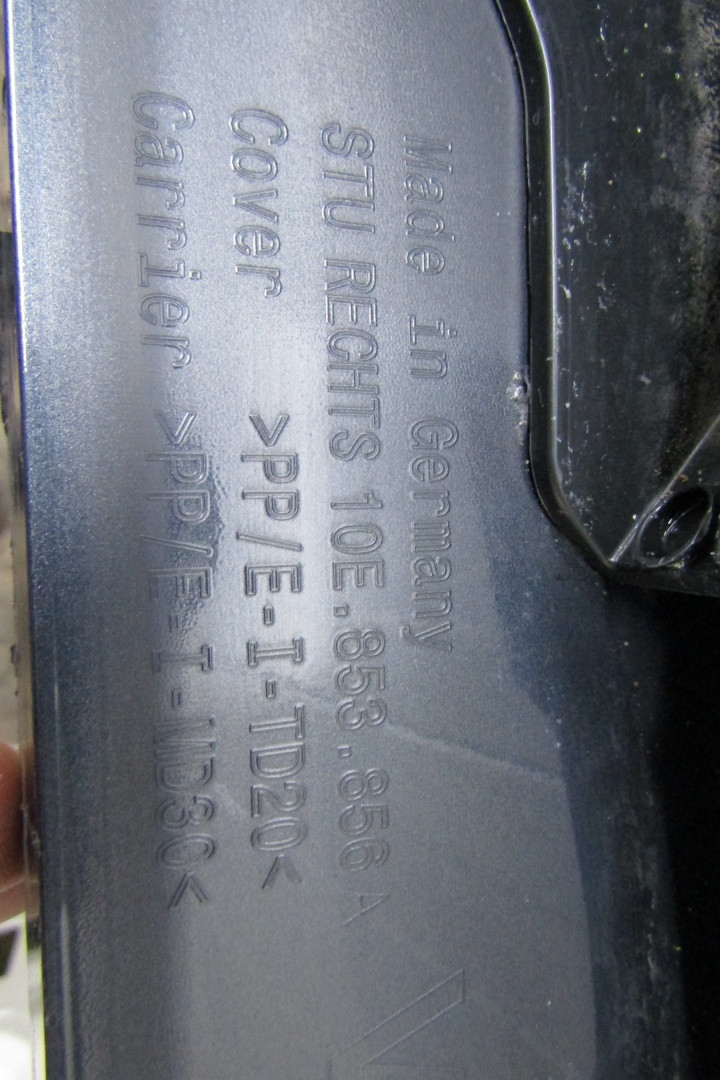 Made in Germany
STU RECHTS 10E.853.856 A
Cover >PP/E-I-TD20<
Carrier >PP/E-I-MD30<